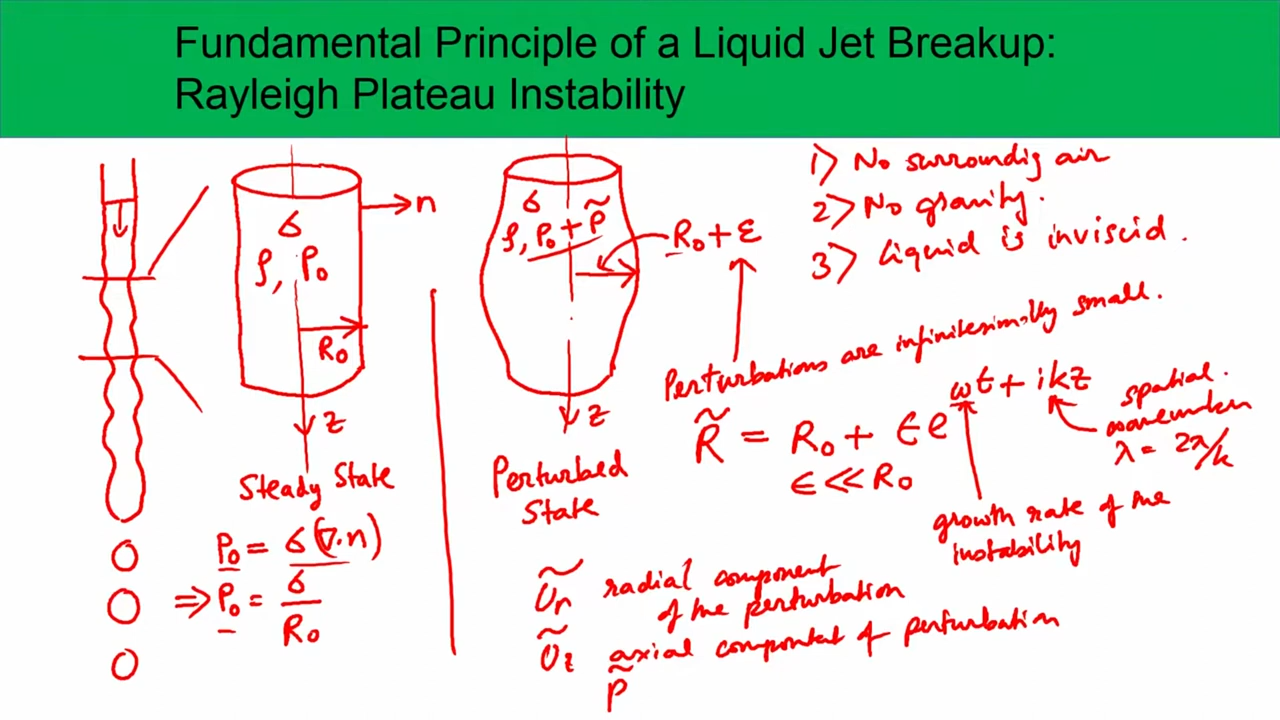 Fundamental Principle of a Liquid Jet Breakup:
Rayleigh Plateau Instability
n
σ
ρ, P₀
R₀
z
Steady State
P₀ = σ(∇·n)
⇒ P₀ = σ/R₀
σ
ρ, P₀ + P̃
R₀ + ε
z
Perturbed
State
1> No surroundig air
2> No gravity.
3> Liquid is inviscid.
Perturbations are infinitesimally small.
R̃ = R₀ + ϵe^(ωt + ikz)
ϵ << R₀
spatial
wavenumber
λ = 2π/k
growth rate of the
instability
Ũr radial component
of the perturbation
Ũz axial component of perturbation
P̃